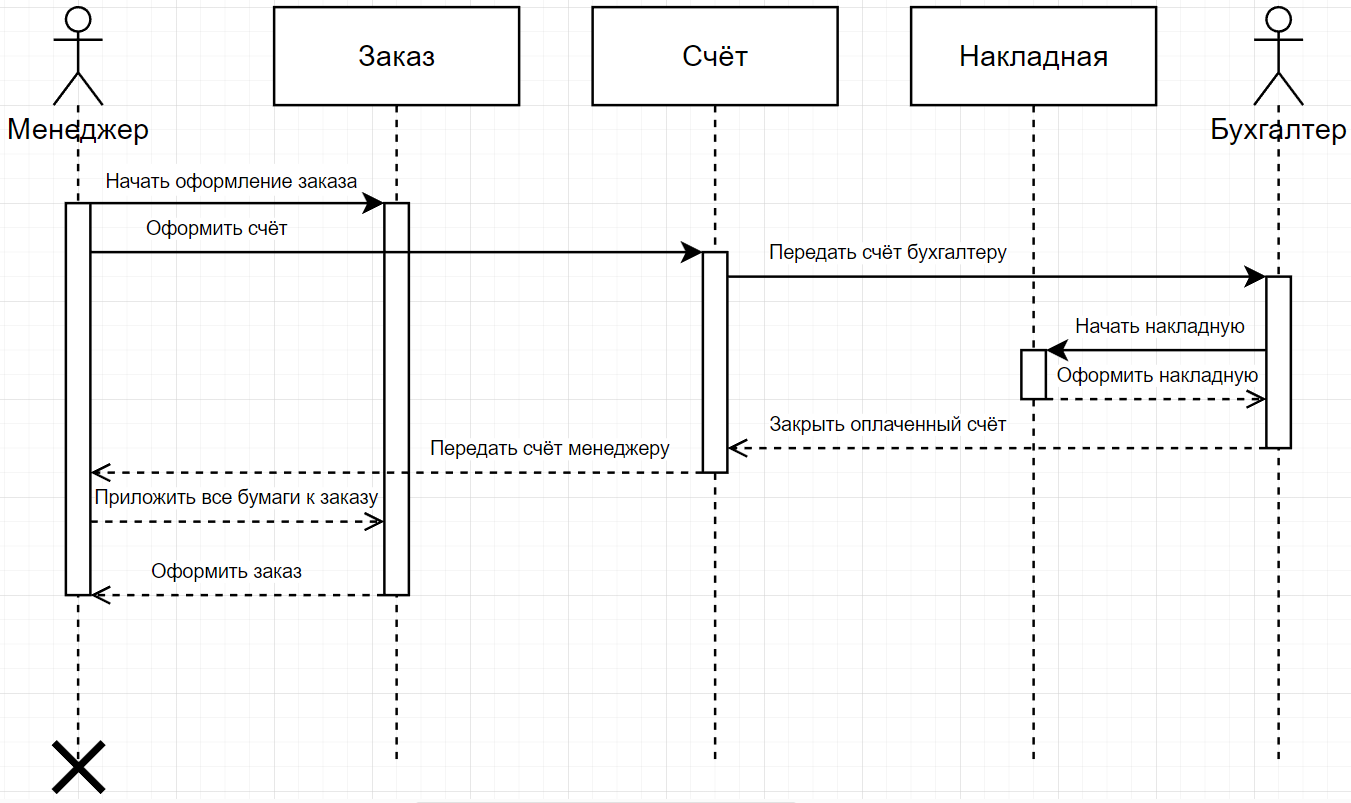 Заказ
Счёт
Накладная
Менеджер
Бухгалтер
Начать оформление заказа
Оформить счёт
Передать счёт бухгалтеру
Начать накладную
Оформить накладную
Закрыть оплаченный счёт
Передать счёт менеджеру
Приложить все бумаги к заказу
Оформить заказ